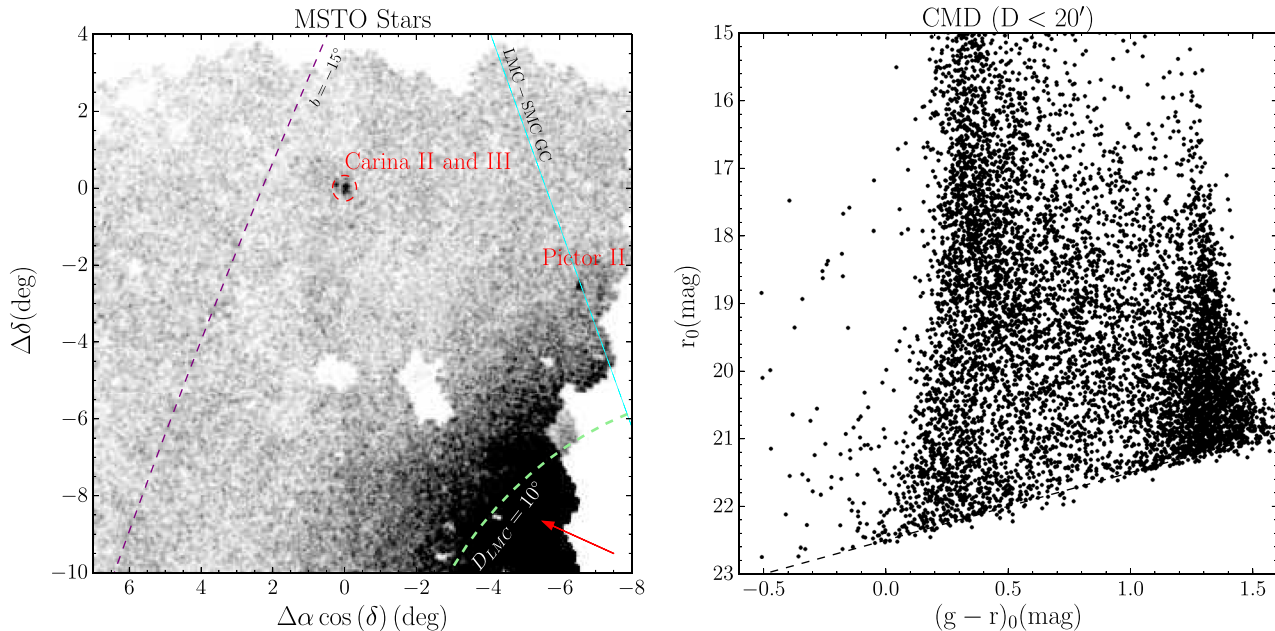 MSTO Stars
4
2
0
−2
−4
−6
−8
−10
6
4
2
0
−2
−4
−6
−8
Δδ(deg)
Δα cos (δ) (deg)
b = −15°
LMC − SMC GC
Carina II and III
Pictor II
D_LMC = 10°
CMD (D < 20′)
15
16
17
18
19
20
21
22
23
−0.5
0.0
0.5
1.0
1.5
r₀(mag)
(g − r)₀(mag)